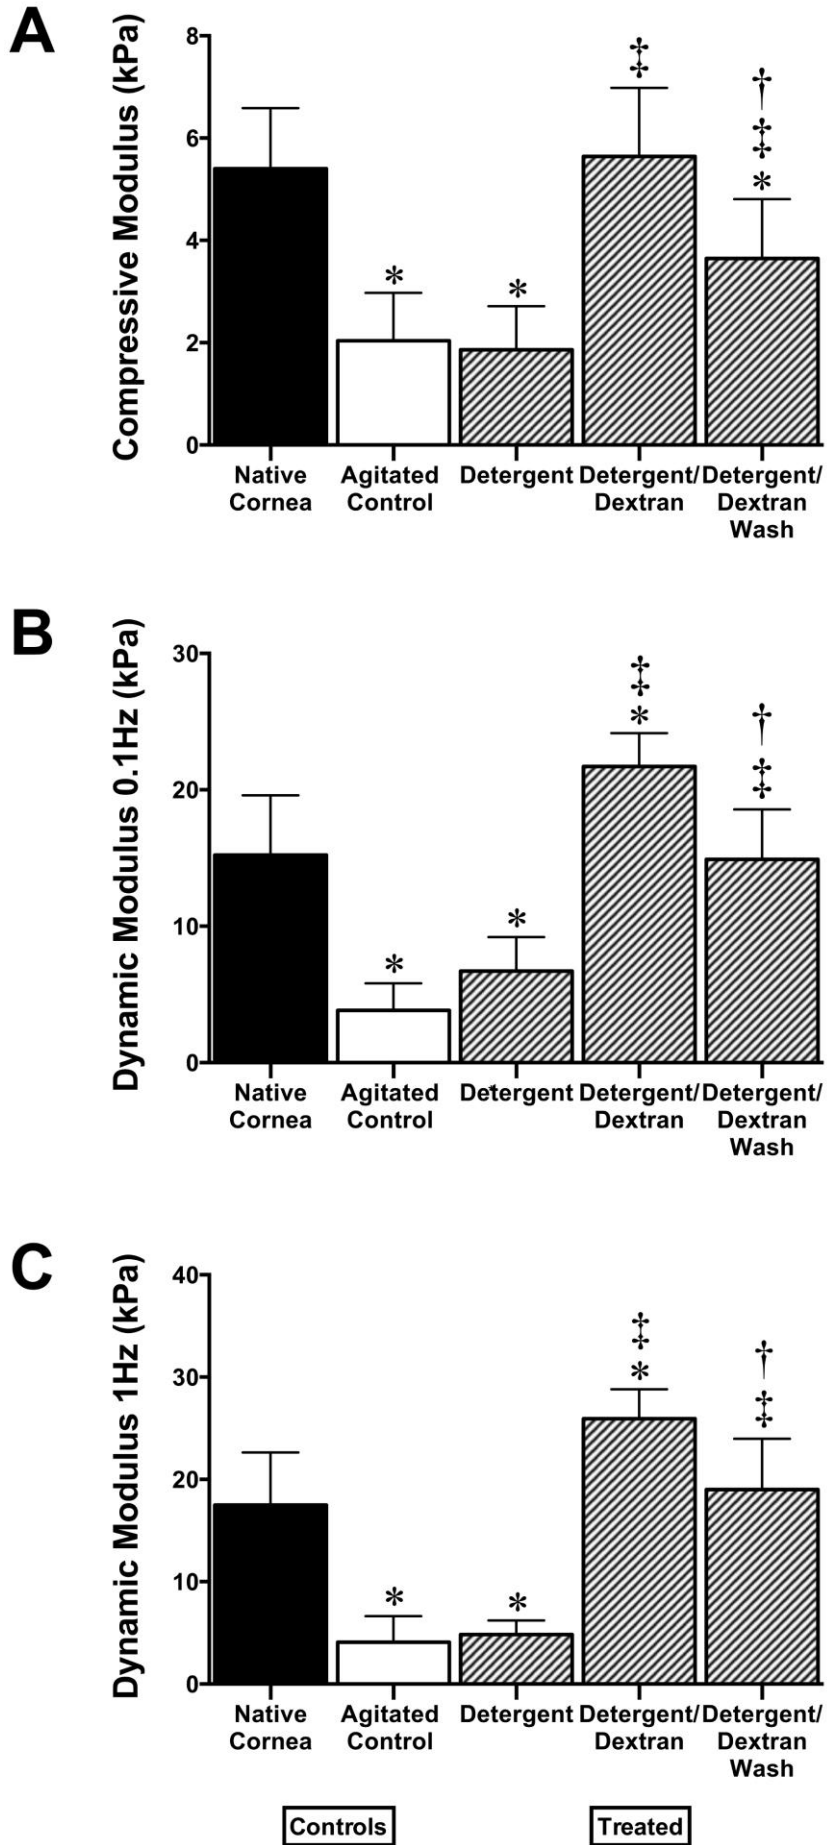 A
Compressive Modulus (kPa)
8
6
4
2
0
*
*
‡
†
‡
*
Native
Cornea
Agitated
Control
Detergent
Detergent/
Dextran
Detergent/
Dextran
Wash
B
Dynamic Modulus 0.1Hz (kPa)
30
20
10
0
*
*
‡
*
†
‡
Native
Cornea
Agitated
Control
Detergent
Detergent/
Dextran
Detergent/
Dextran
Wash
C
Dynamic Modulus 1Hz (kPa)
40
30
20
10
0
*
*
‡
*
†
‡
Native
Cornea
Agitated
Control
Detergent
Detergent/
Dextran
Detergent/
Dextran
Wash
Controls
Treated